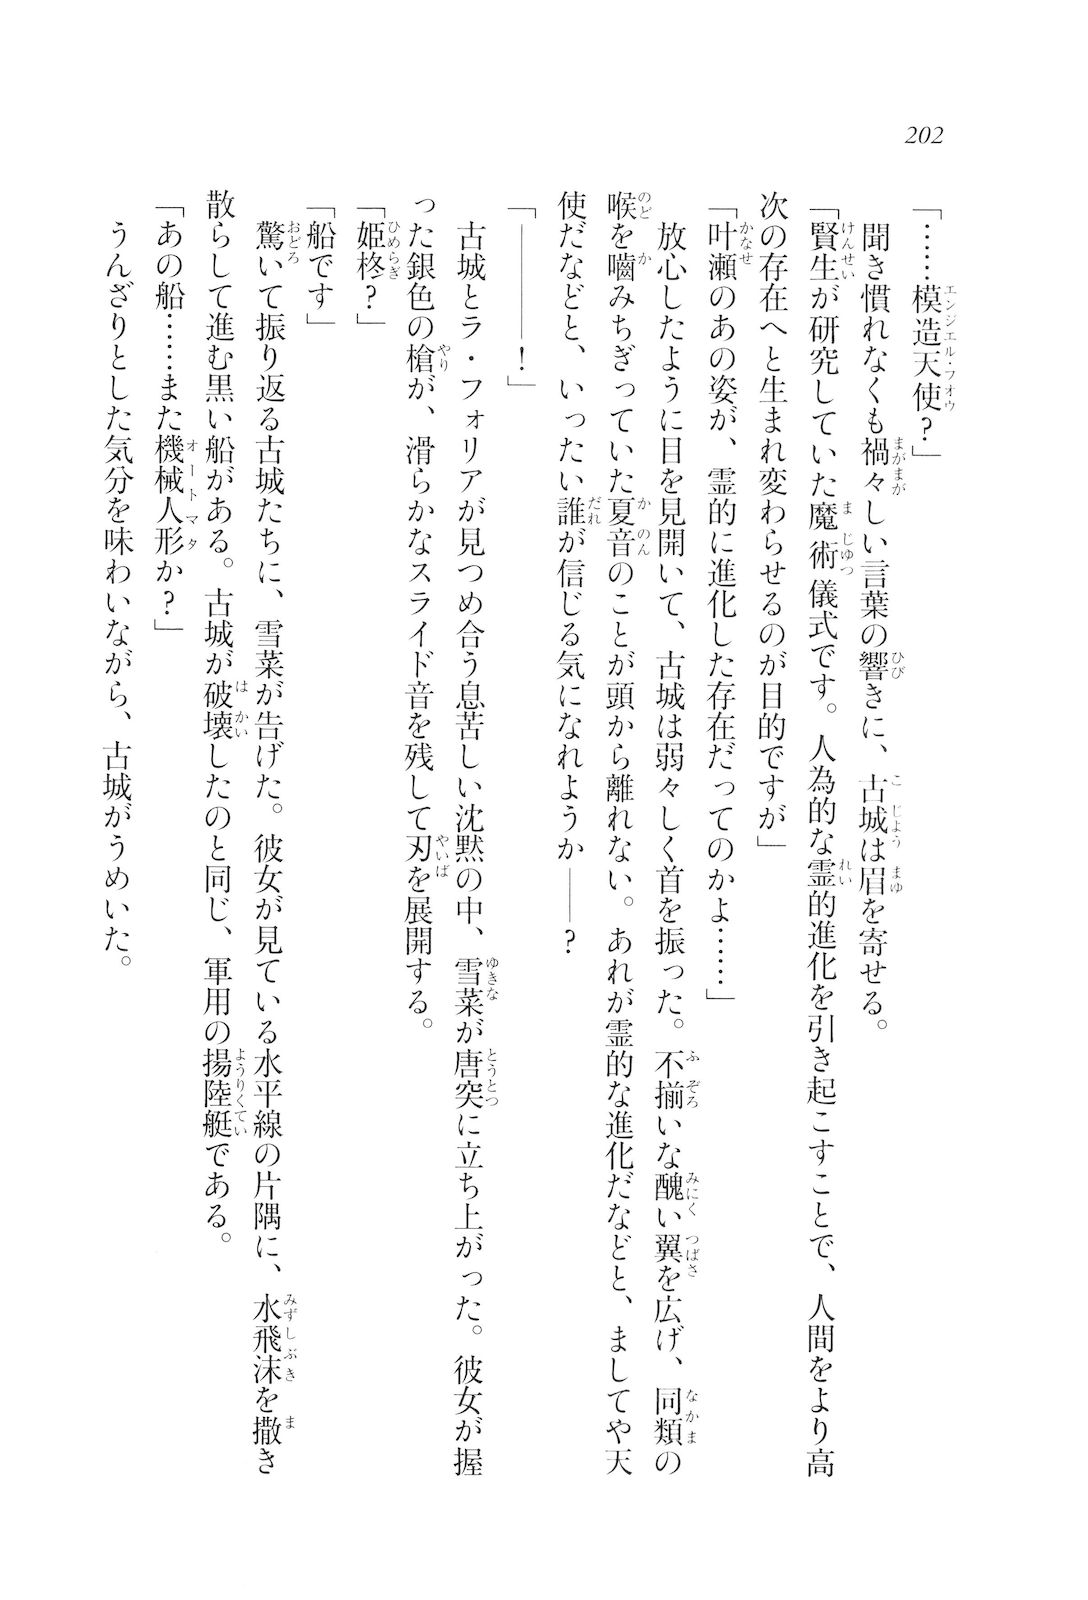 202
「……模造天使？」
聞き慣れなくも禍々しい言葉の響きに、古城は眉を寄せる。
「賢生が研究していた魔術儀式です。人為的な霊的進化を引き起こすことで、人間をより高
次の存在へと生まれ変わらせるのが目的ですが」
「叶瀬のあの姿が、霊的に進化した存在だってのかよ……」
放心したように目を見開いて、古城は弱々しく首を振った。不揃いな醜い翼を広げ、同類の
喉を嚙みちぎっていた夏音のことが頭から離れない。あれが霊的な進化だなどと、ましてや天
使だなどと、いったい誰が信じる気になれようか――？
「――――！」
古城とラ・フォリアが見つめ合う息苦しい沈黙の中、雪菜が唐突に立ち上がった。彼女が握
った銀色の槍が、滑らかなスライド音を残して刃を展開する。
「姫柊？」
「船です」
驚いて振り返る古城たちに、雪菜が告げた。彼女が見ている水平線の片隅に、水飛沫を撒き
散らして進む黒い船がある。古城が破壊したのと同じ、軍用の揚陸艇である。
「あの船……また機械人形か？」
うんざりとした気分を味わいながら、古城がうめいた。